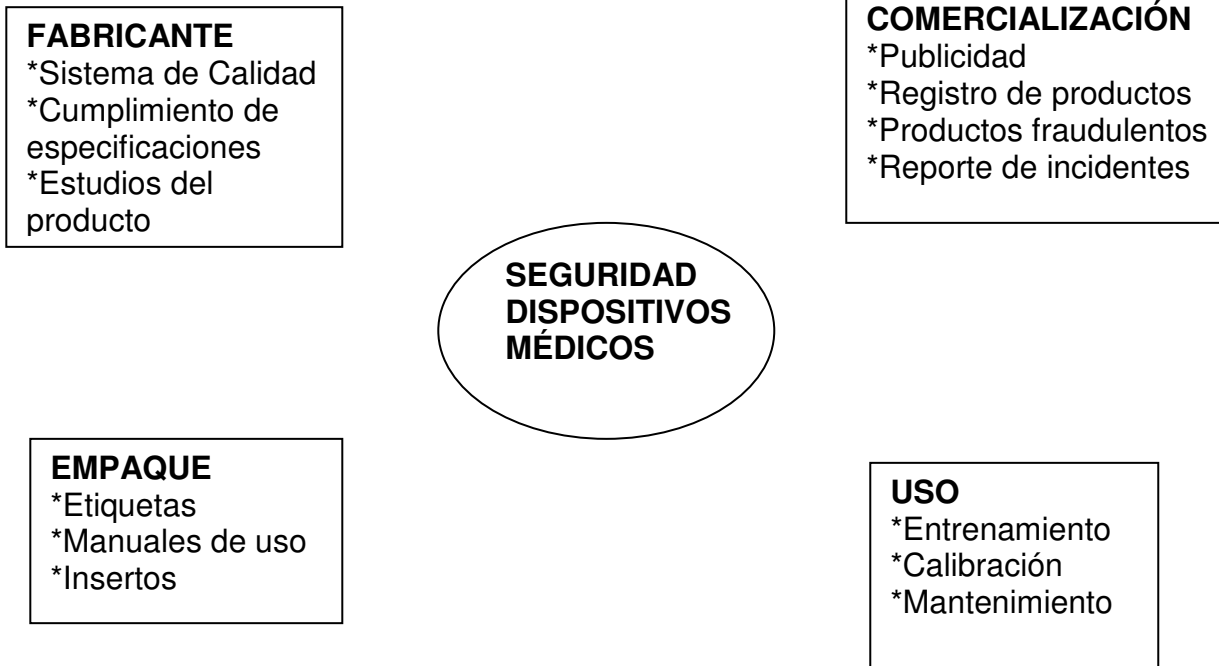 FABRICANTE
*Sistema de Calidad
*Cumplimiento de
especificaciones
*Estudios del
producto
COMERCIALIZACIÓN
*Publicidad
*Registro de productos
*Productos fraudulentos
*Reporte de incidentes
SEGURIDAD
DISPOSITIVOS
MÉDICOS
EMPAQUE
*Etiquetas
*Manuales de uso
*Insertos
USO
*Entrenamiento
*Calibración
*Mantenimiento